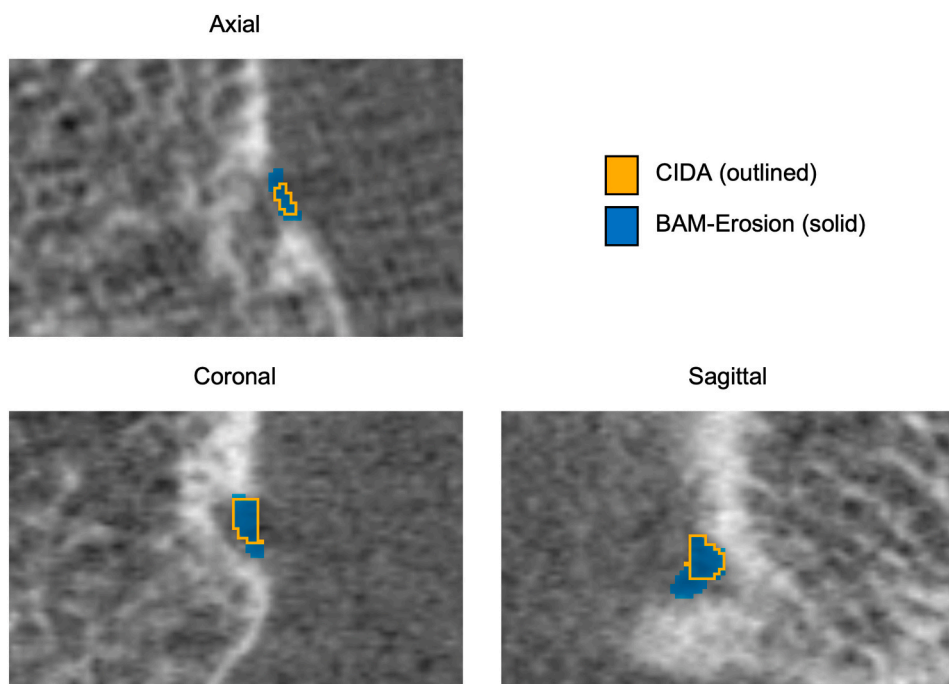 Axial
CIDA (outlined)
BAM-Erosion (solid)
Coronal
Sagittal